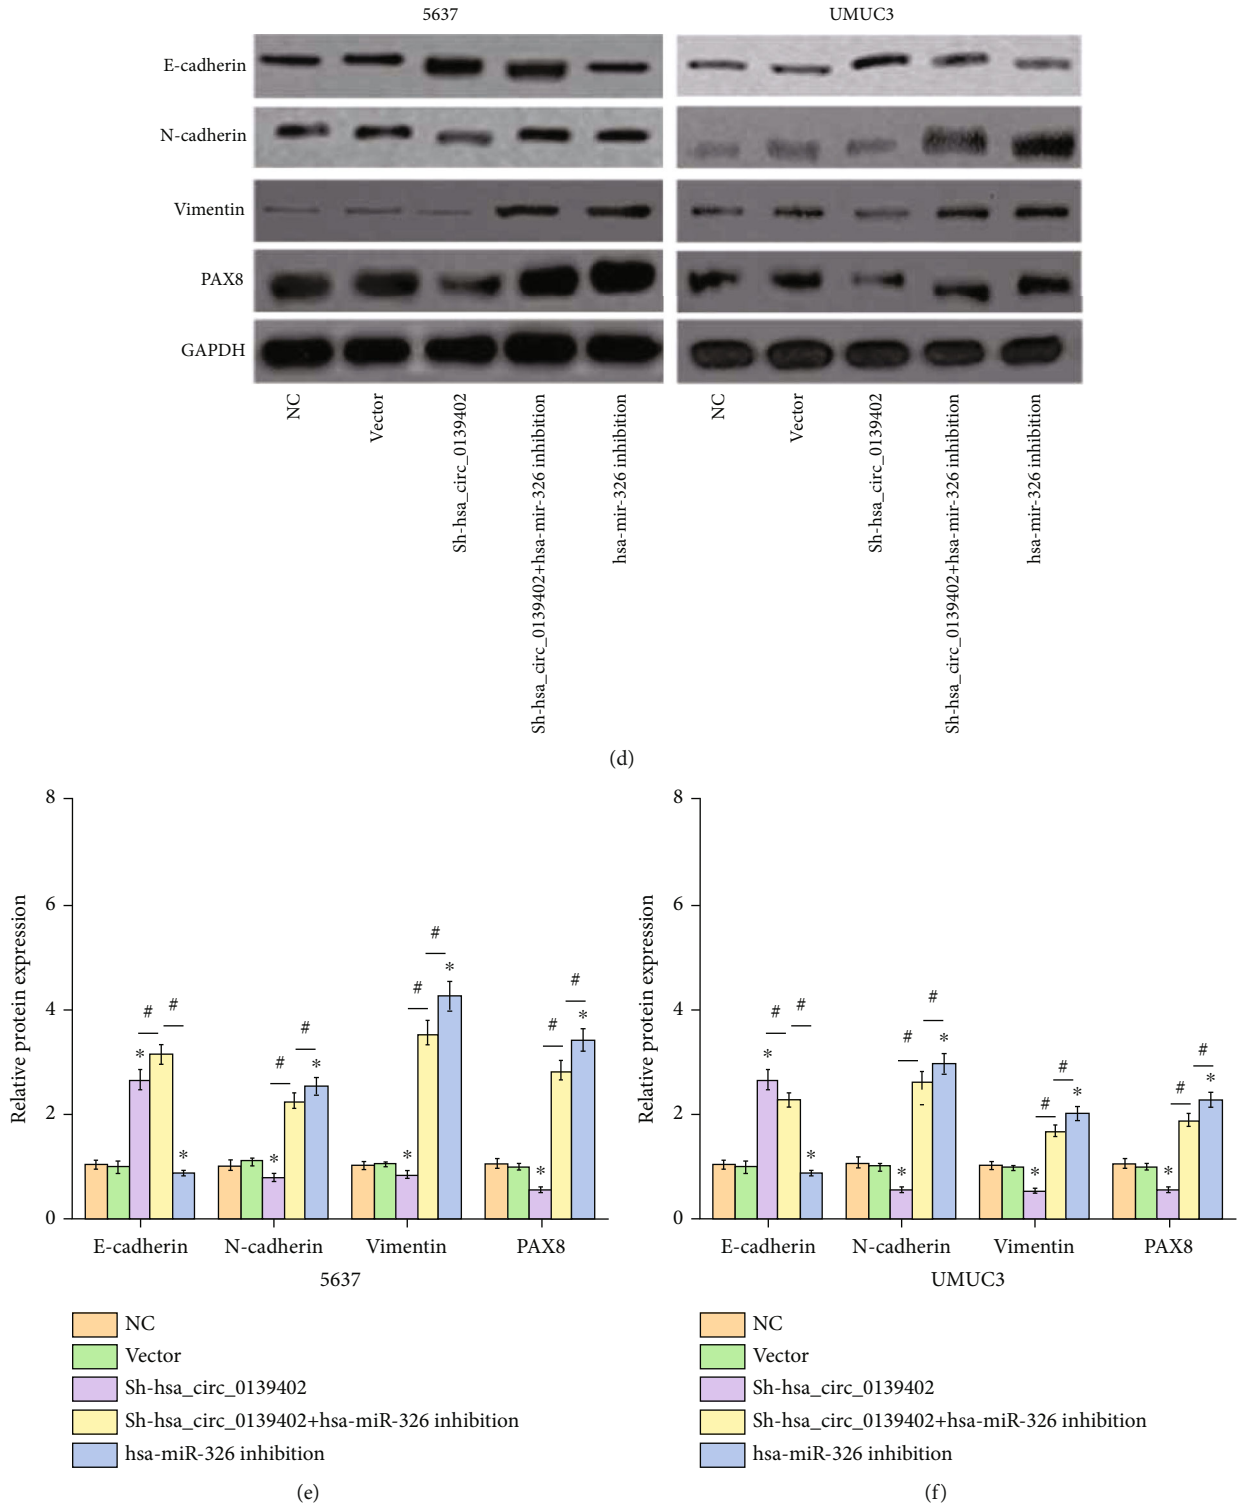 5637
UMUC3
E-cadherin
N-cadherin
Vimentin
PAX8
GAPDH
NC
Vector
Sh-hsa_circ_0139402
Sh-hsa_circ_0139402+hsa-mir-326 inhibition
hsa-mir-326 inhibition
NC
Vector
Sh-hsa_circ_0139402
Sh-hsa_circ_0139402+hsa-mir-326 inhibition
hsa-mir-326 inhibition
(d)
Relative protein expression
8
6
4
2
0
# # # # # # # #
* * * * * * * *
E-cadherin N-cadherin Vimentin PAX8
5637
NC
Vector
Sh-hsa_circ_0139402
Sh-hsa_circ_0139402+hsa-miR-326 inhibition
hsa-miR-326 inhibition
(e)
Relative protein expression
8
6
4
2
0
# # # # # # # #
* * * * * * * *
E-cadherin N-cadherin Vimentin PAX8
UMUC3
NC
Vector
Sh-hsa_circ_0139402
Sh-hsa_circ_0139402+hsa-miR-326 inhibition
hsa-miR-326 inhibition
(f)